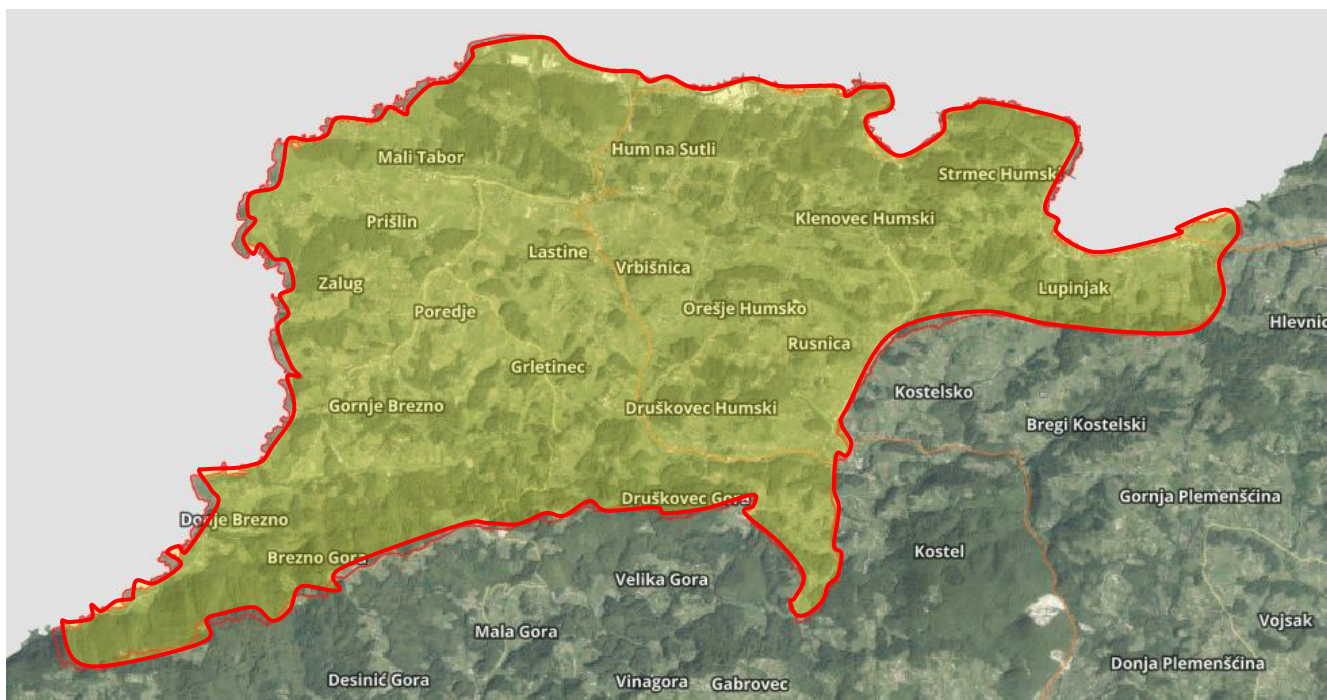 Hum na Sutli
Mali Tabor
Strmec Humski
Prišlin
Klenovec Humski
Lastine
Vrbišnica
Zalug
Lupinjak
Poredje
Orešje Humsko
Hlevnic
Rusnica
Grletinec
Kostelsko
Gornje Brezno
Druškovec Humski
Bregi Kostelski
Druškovec Gora
Gornja Plemenšćina
Donje Brezno
Brezno Gora
Kostel
Velika Gora
Mala Gora
Vojsak
Donja Plemenšćina
Desinić Gora
Vinagora
Gabrovec